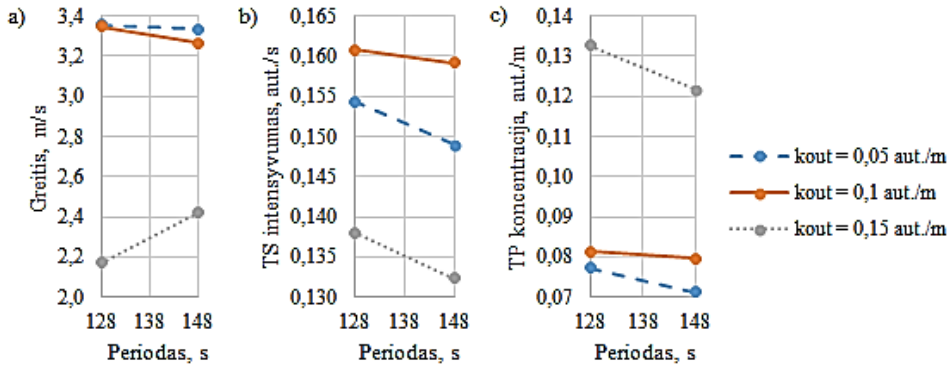 a)
Greitis, m/s
3,4
3,2
3,0
2,8
2,6
2,4
2,2
2,0
128 138 148
Periodas, s
b)
TS intensyvumas, aut./s
0,165
0,160
0,155
0,150
0,145
0,140
0,135
0,130
128 138 148
Periodas, s
c)
TP koncentracija, aut./m
0,14
0,13
0,12
0,11
0,10
0,09
0,08
0,07
128 138 148
Periodas, s
kout = 0,05 aut./m
kout = 0,1 aut./m
kout = 0,15 aut./m